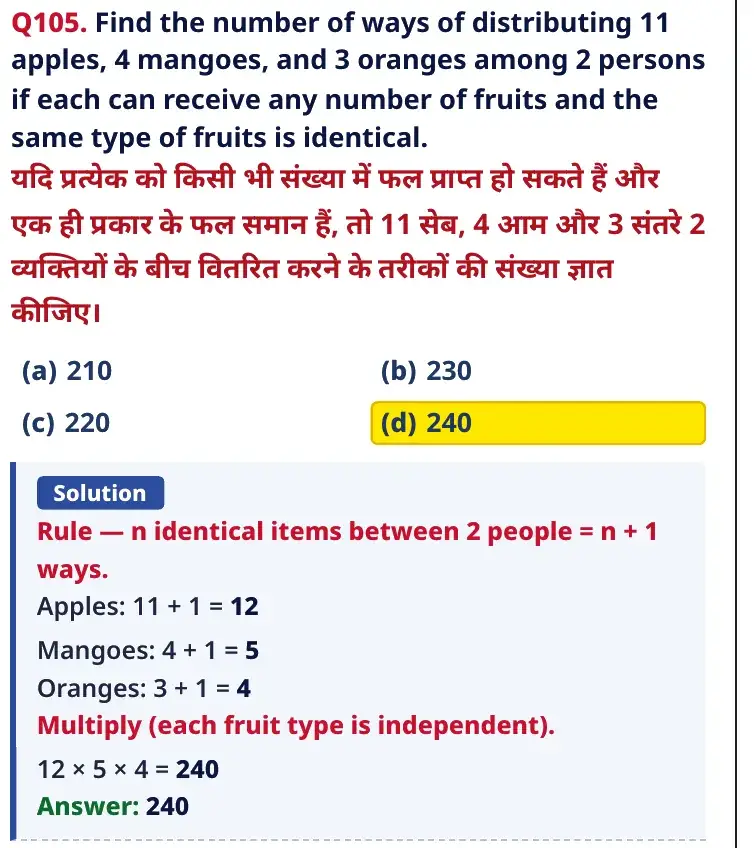 Q105. Find the number of ways of distributing 11
apples, 4 mangoes, and 3 oranges among 2 persons
if each can receive any number of fruits and the
same type of fruits is identical.
यदि प्रत्येक को किसी भी संख्या में फल प्राप्त हो सकते हैं और
एक ही प्रकार के फल समान हैं, तो 11 सेब, 4 आम और 3 संतरे 2
व्यक्तियों के बीच वितरित करने के तरीकों की संख्या ज्ञात
कीजिए।
(a) 210 (b) 230
(c) 220 (d) 240
Solution
Rule — n identical items between 2 people = n + 1
ways.
Apples: 11 + 1 = 12
Mangoes: 4 + 1 = 5
Oranges: 3 + 1 = 4
Multiply (each fruit type is independent).
12 × 5 × 4 = 240
Answer: 240